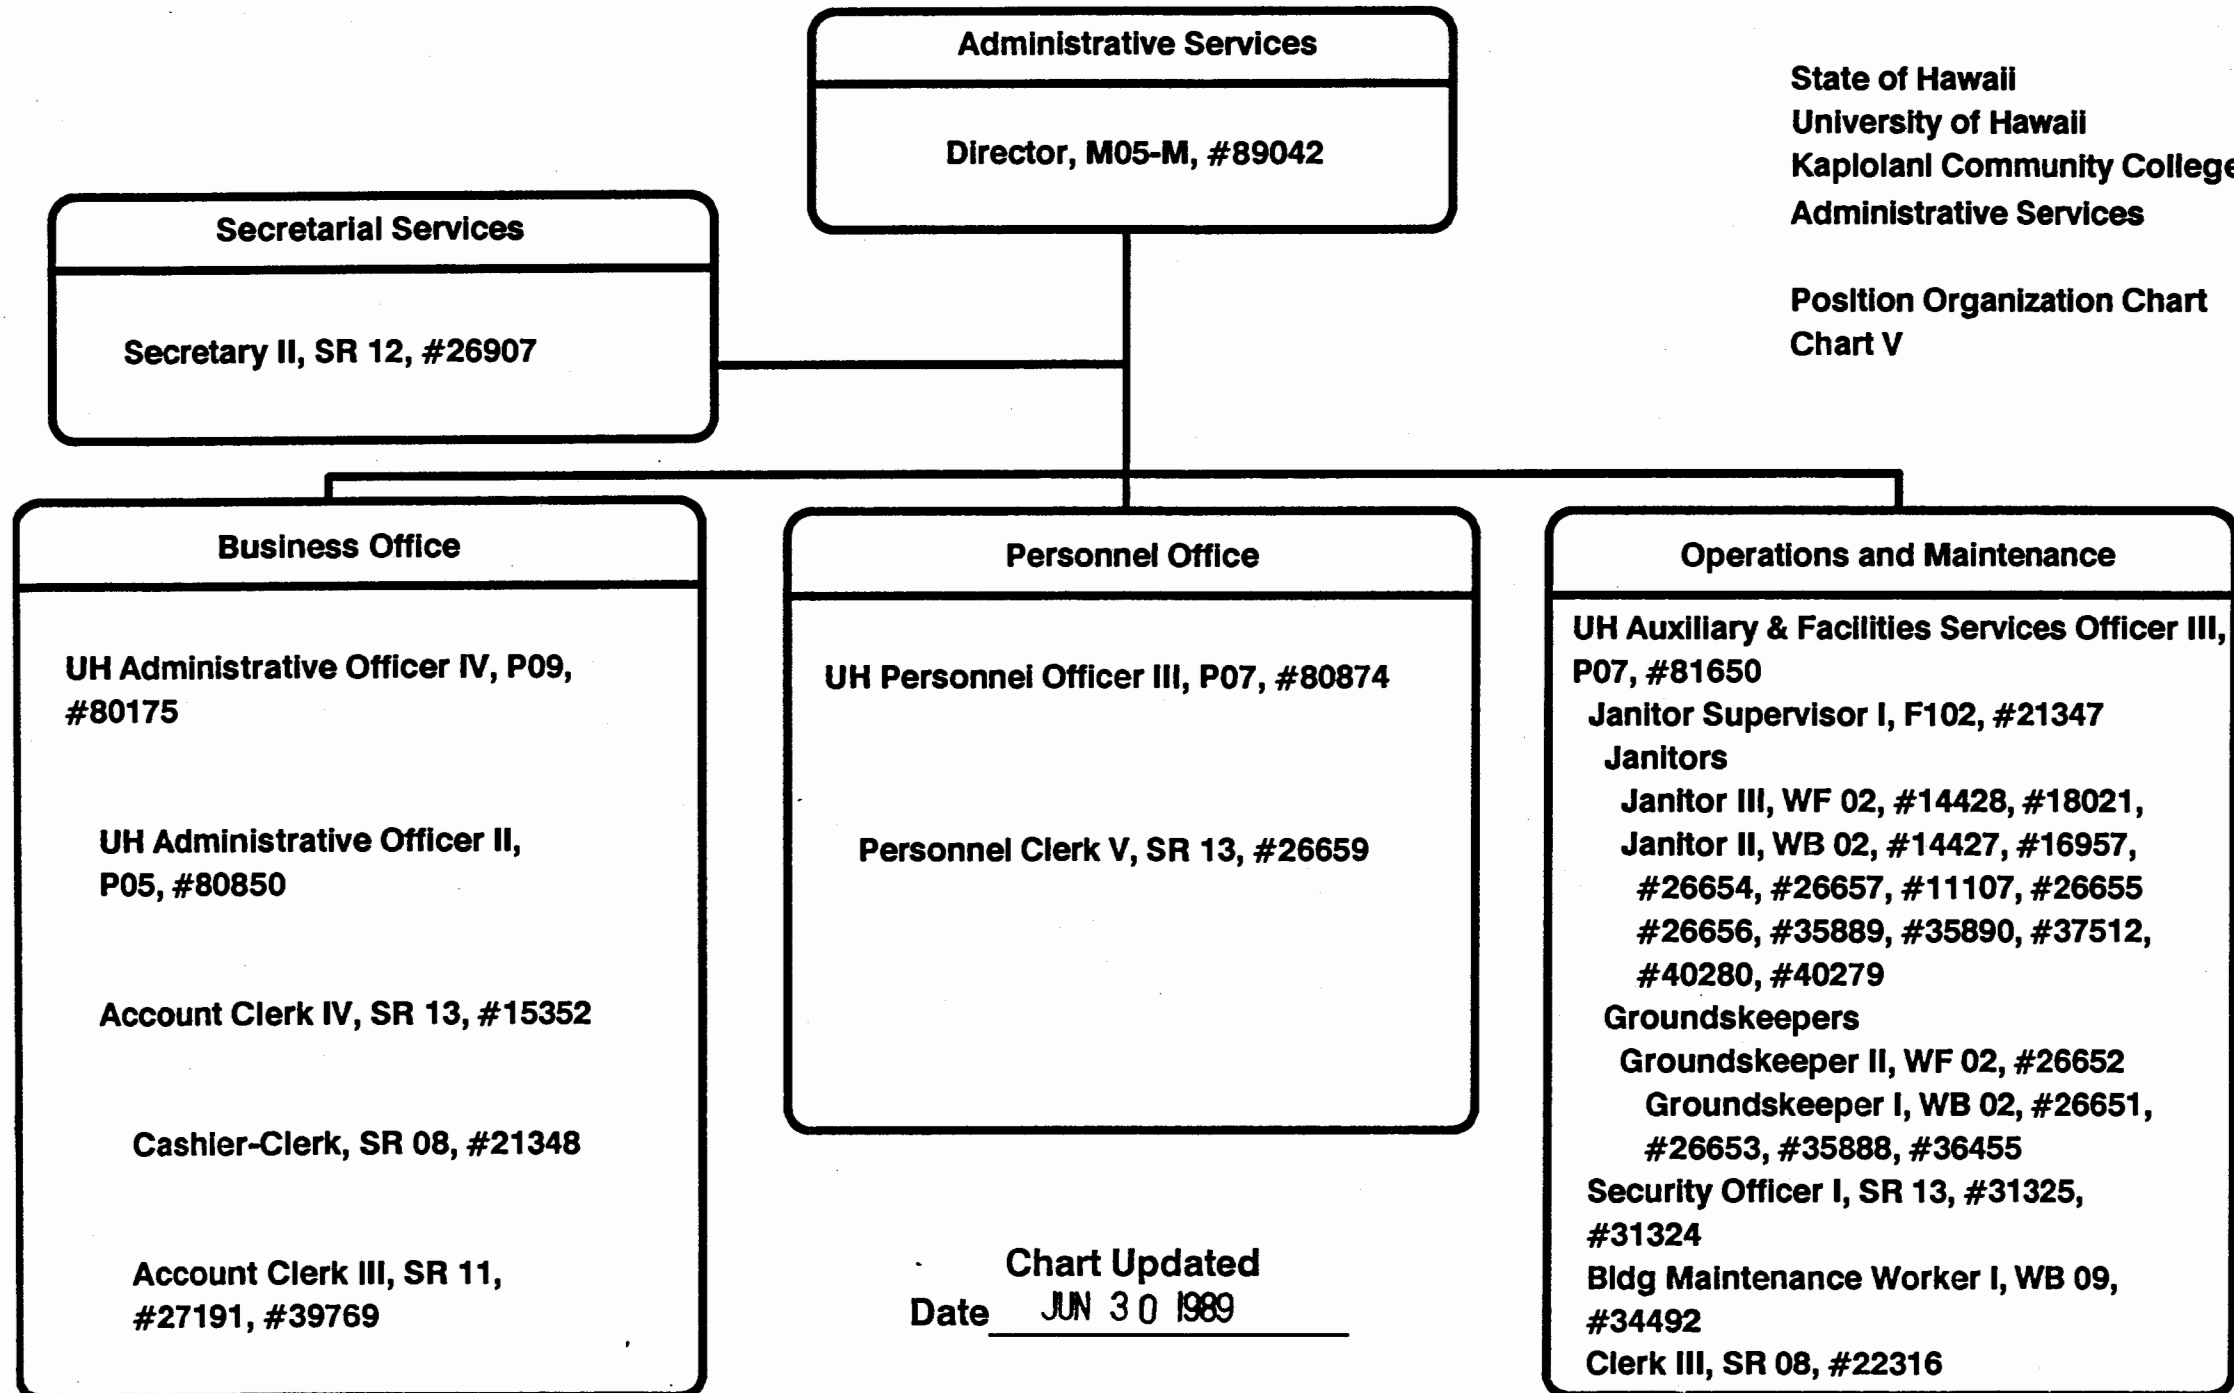 Administrative Services
Director, M05-M, #89042
State of Hawaii
University of Hawaii
Kapiolani Community College
Administrative Services
Position Organization Chart
Chart V
Secretarial Services
Secretary II, SR 12, #26907
Business Office
UH Administrative Officer IV, P09,
#80175
UH Administrative Officer II,
P05, #80850
Account Clerk IV, SR 13, #15352
Cashier-Clerk, SR 08, #21348
Account Clerk III, SR 11,
#27191, #39769
Personnel Office
UH Personnel Officer III, P07, #80874
Personnel Clerk V, SR 13, #26659
Operations and Maintenance
UH Auxiliary & Facilities Services Officer III,
P07, #81650
Janitor Supervisor I, F102, #21347
Janitors
Janitor III, WF 02, #14428, #18021,
Janitor II, WB 02, #14427, #16957,
#26654, #26657, #11107, #26655
#26656, #35889, #35890, #37512,
#40280, #40279
Groundskeepers
Groundskeeper II, WF 02, #26652
Groundskeeper I, WB 02, #26651,
#26653, #35888, #36455
Security Officer I, SR 13, #31325,
#31324
Bldg Maintenance Worker I, WB 09,
#34492
Clerk III, SR 08, #22316
Chart Updated
Date JUN 30 1989